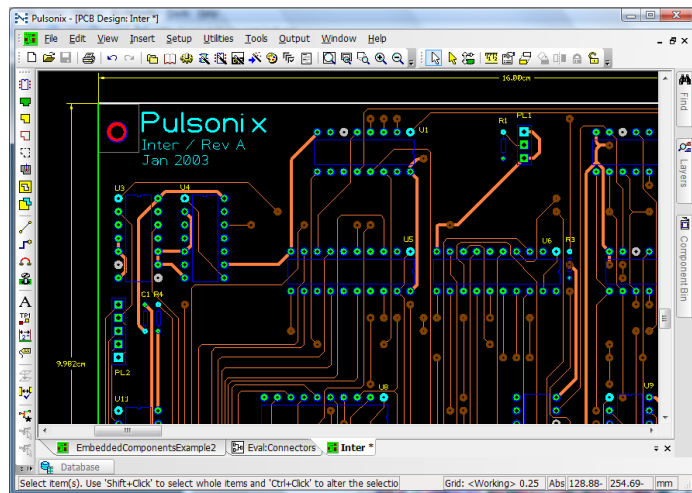 Pulsonix - [PCB Design: Inter *]
File Edit View Insert Setup Utilities Tools Output Window Help
16.00cm
Pulsonix
Inter / Rev A
Jan 2003
U1
R1
PL1
Find
Layers
Component Bin
U3
U4
U5
U6
R3
C1
R4
9.982cm
PL2
U11
U8
U9
EmbeddedComponentsExample2
Eval:Connectors
Inter *
Database
Select item(s). Use 'Shift+Click' to select whole items and 'Ctrl+Click' to alter the selectio
Grid: <Working> 0.25
Abs
128.88-
254.69-
mm